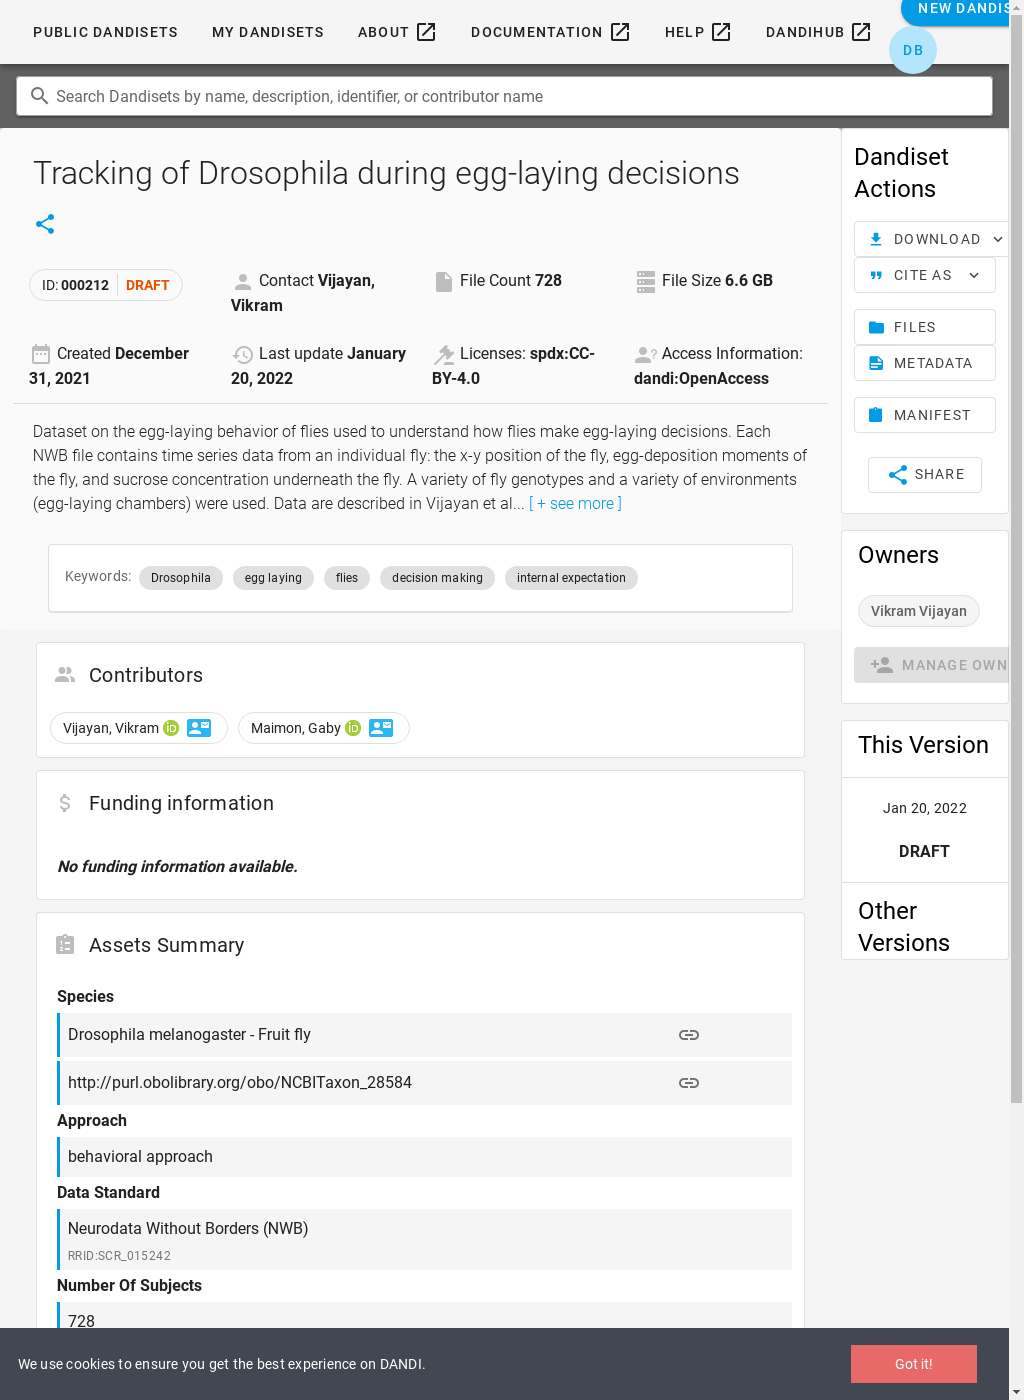 NEW DANDIS
PUBLIC DANDISETS MY DANDISETS ABOUT DOCUMENTATION HELP DANDIHUB
DB
Search Dandisets by name, description, identifier, or contributor name
Tracking of Drosophila during egg-laying decisions
ID: 000212 DRAFT
Contact Vijayan, Vikram
File Count 728
File Size 6.6 GB
Created December 31, 2021
Last update January 20, 2022
Licenses: spdx:CC-BY-4.0
Access Information: dandi:OpenAccess
Dataset on the egg-laying behavior of flies used to understand how flies make egg-laying decisions. Each
NWB file contains time series data from an individual fly: the x-y position of the fly, egg-deposition moments of
the fly, and sucrose concentration underneath the fly. A variety of fly genotypes and a variety of environments
(egg-laying chambers) were used. Data are described in Vijayan et al... [ + see more ]
Keywords: Drosophila egg laying flies decision making internal expectation
Contributors
Vijayan, Vikram iD Maimon, Gaby iD
Funding information
No funding information available.
Assets Summary
Species
Drosophila melanogaster - Fruit fly
http://purl.obolibrary.org/obo/NCBITaxon_28584
Approach
behavioral approach
Data Standard
Neurodata Without Borders (NWB)
RRID:SCR_015242
Number Of Subjects
728
Dandiset
Actions
DOWNLOAD
CITE AS
FILES
METADATA
MANIFEST
SHARE
Owners
Vikram Vijayan
MANAGE OWN
This Version
Jan 20, 2022
DRAFT
Other
Versions
We use cookies to ensure you get the best experience on DANDI.
Got it!